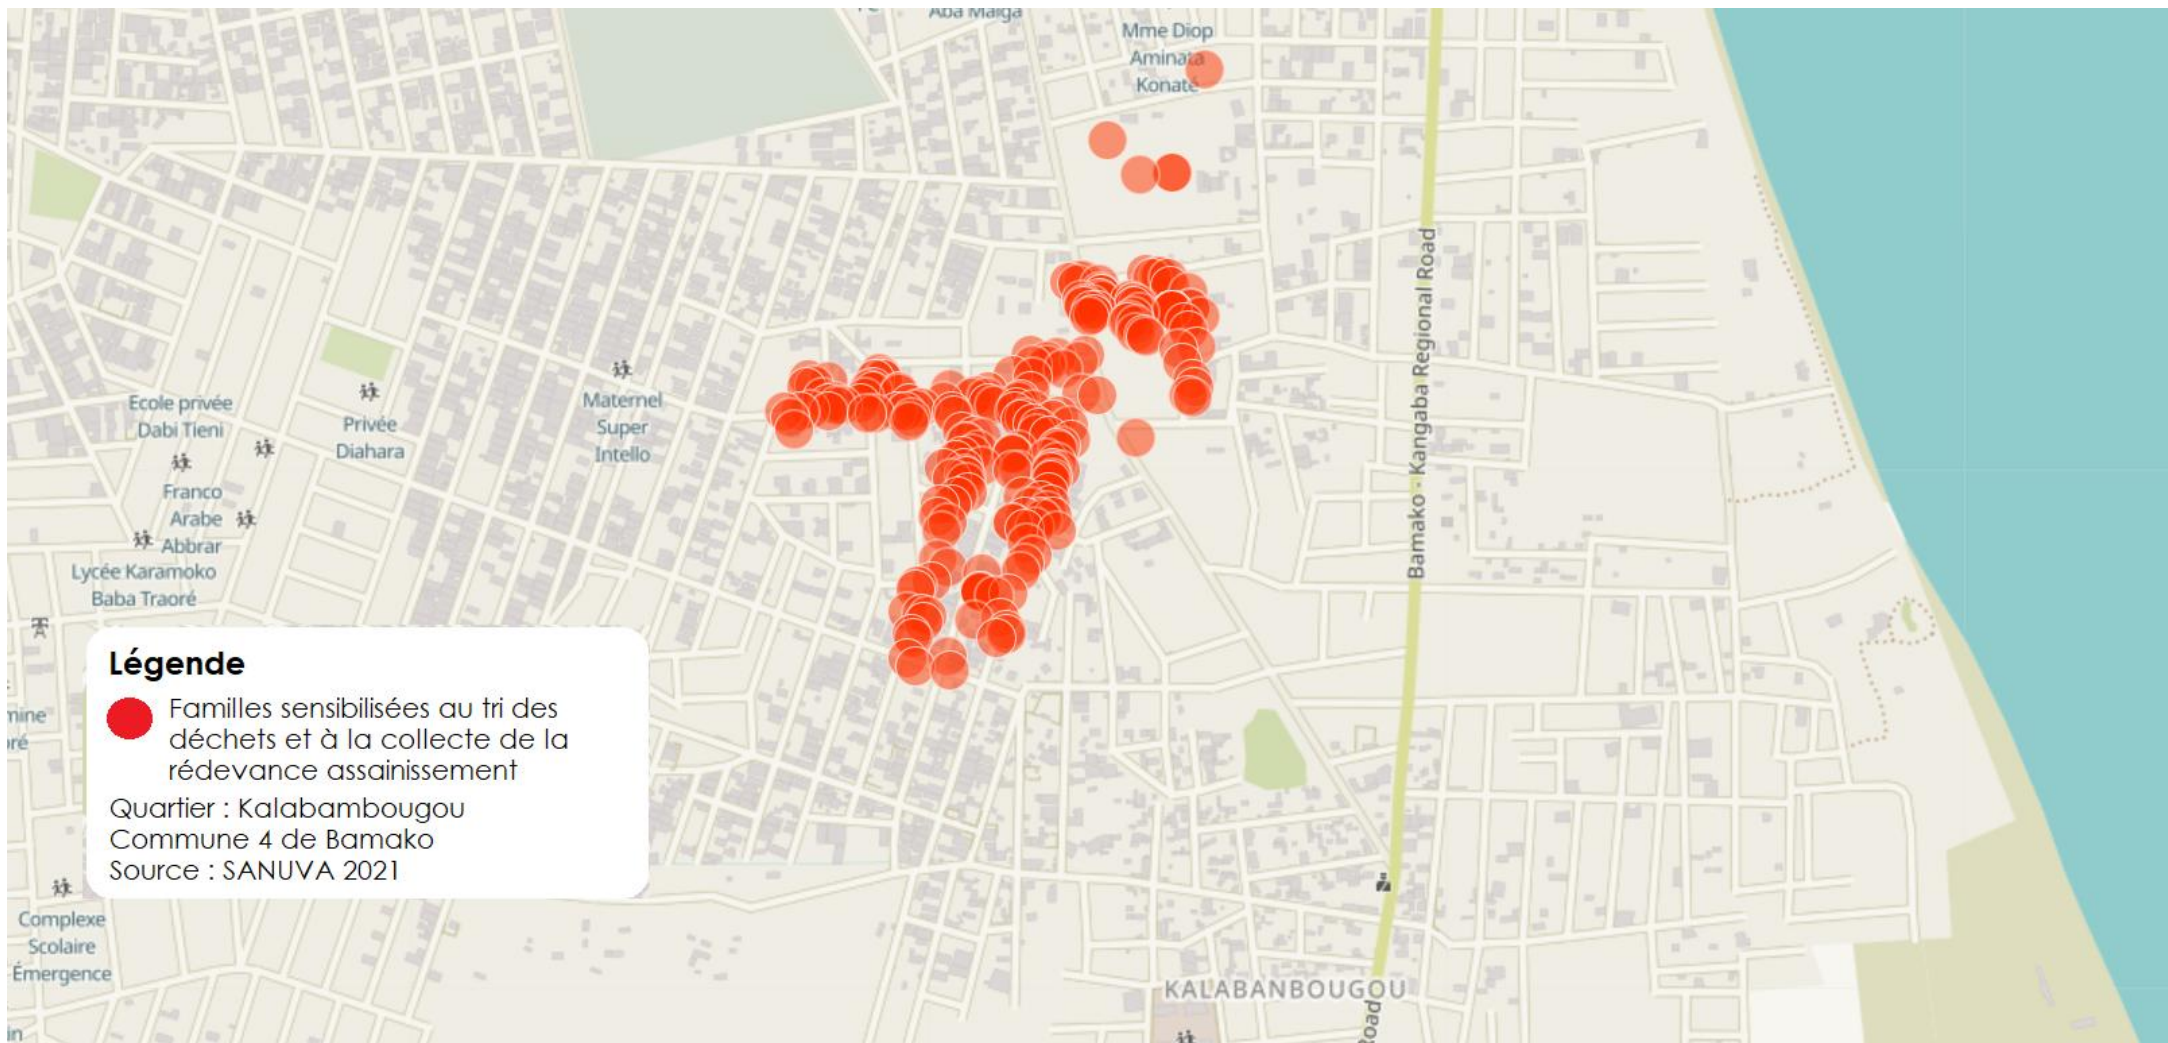 Aba Maïga
Mme Diop
Aminata
Konaté
Bamako - Kangaba Regional Road
Ecole privée
Dabi Tieni
Privée
Diahara
Maternel
Super
Intello
Franco
Arabe
Abbrar
Lycée Karamoko
Baba Traoré
Légende
Familles sensibilisées au tri des
déchets et à la collecte de la
rédevance assainissement
Quartier : Kalabambougou
Commune 4 de Bamako
Source : SANUVA 2021
Complexe
Scolaire
Émergence
KALABANBOUGOU
Road